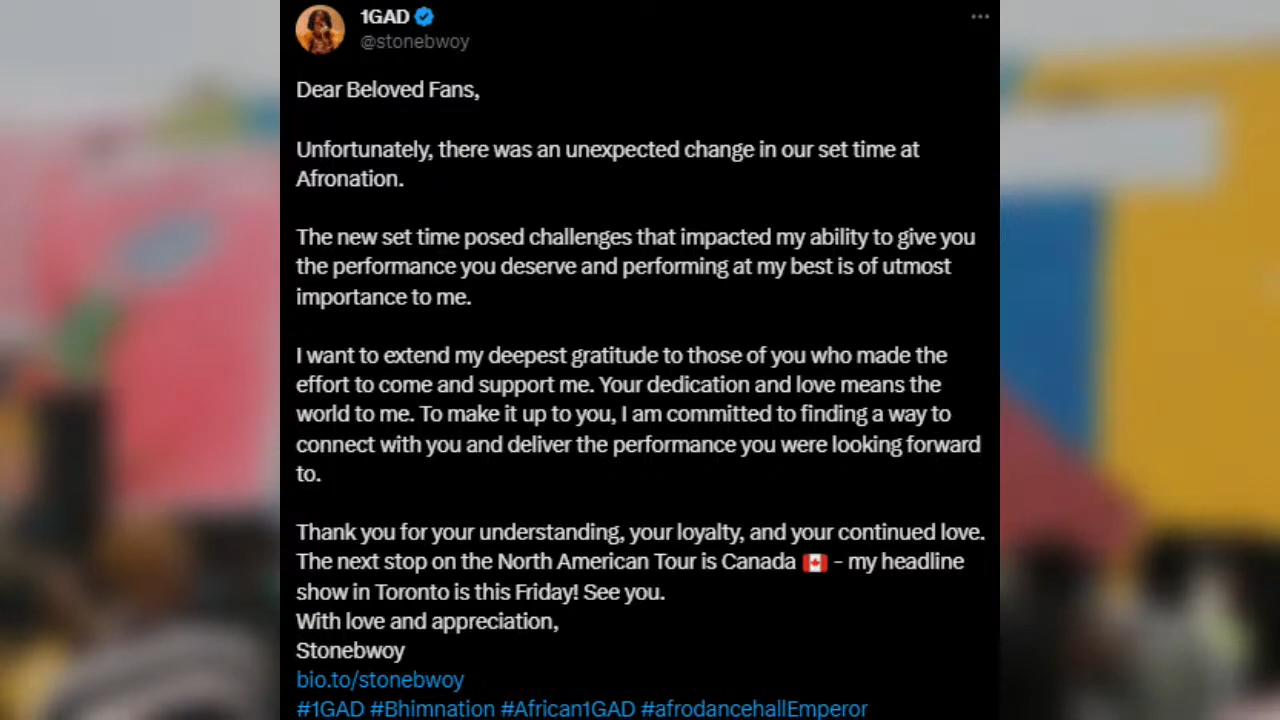 1GAD
@stonebwoy
Dear Beloved Fans,
Unfortunately, there was an unexpected change in our set time at
Afronation.
The new set time posed challenges that impacted my ability to give you
the performance you deserve and performing at my best is of utmost
importance to me.
I want to extend my deepest gratitude to those of you who made the
effort to come and support me. Your dedication and love means the
world to me. To make it up to you, I am committed to finding a way to
connect with you and deliver the performance you were looking forward
to.
Thank you for your understanding, your loyalty, and your continued love.
The next stop on the North American Tour is Canada 🇨🇦 - my headline
show in Toronto is this Friday! See you.
With love and appreciation,
Stonebwoy
bio.to/stonebwoy
#1GAD #Bhimnation #African1GAD #afrodancehallEmperor